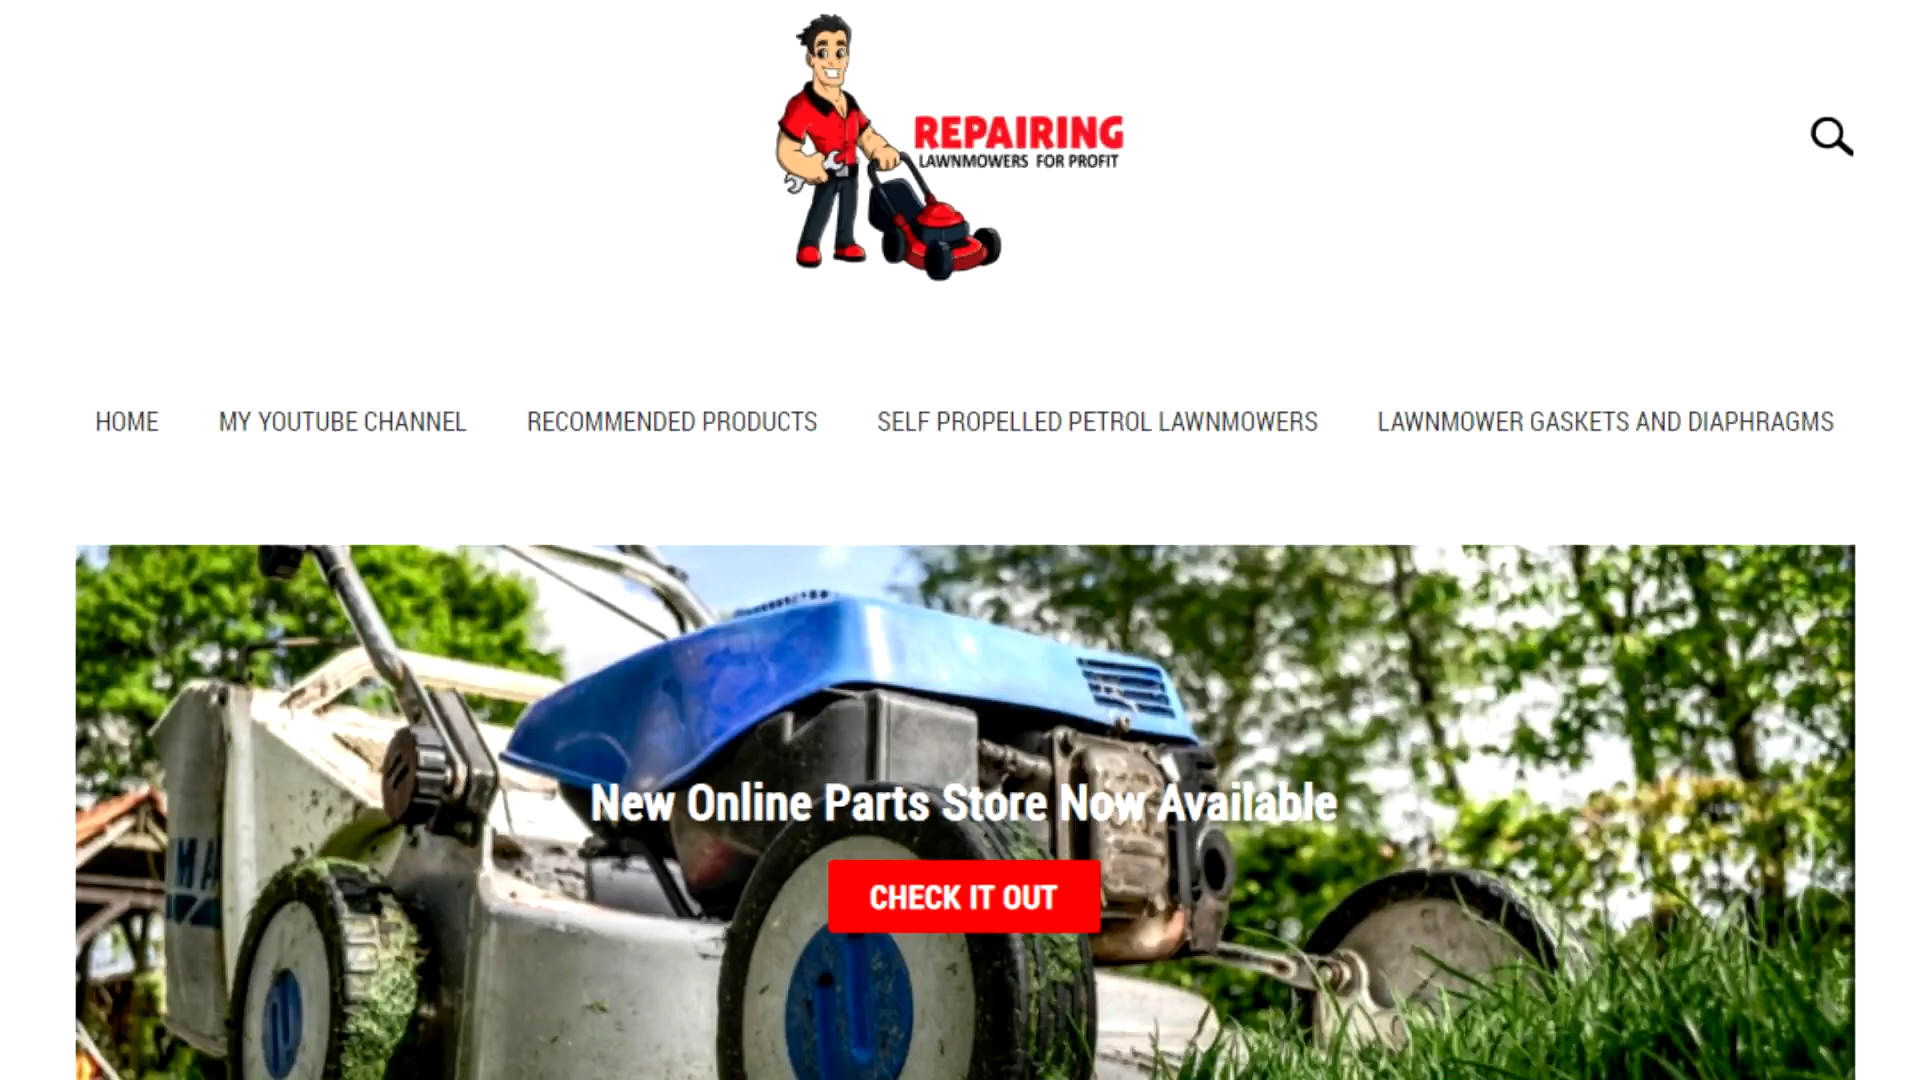 REPAIRING
LAWNMOWERS FOR PROFIT
HOME MY YOUTUBE CHANNEL RECOMMENDED PRODUCTS SELF PROPELLED PETROL LAWNMOWERS LAWNMOWER GASKETS AND DIAPHRAGMS
New Online Parts Store Now Available
CHECK IT OUT